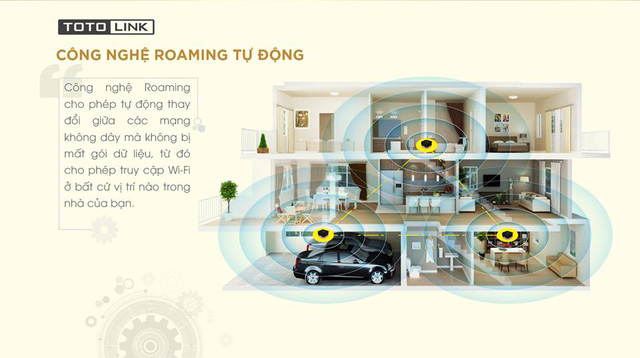 TOTO LINK
CÔNG NGHỆ ROAMING TỰ ĐỘNG
Công nghệ Roaming
cho phép tự động thay
đổi giữa các mạng
không dây mà không bị
mất gói dữ liệu, từ đó
cho phép truy cập Wi-Fi
ở bất cứ vị trí nào trong
nhà của bạn.